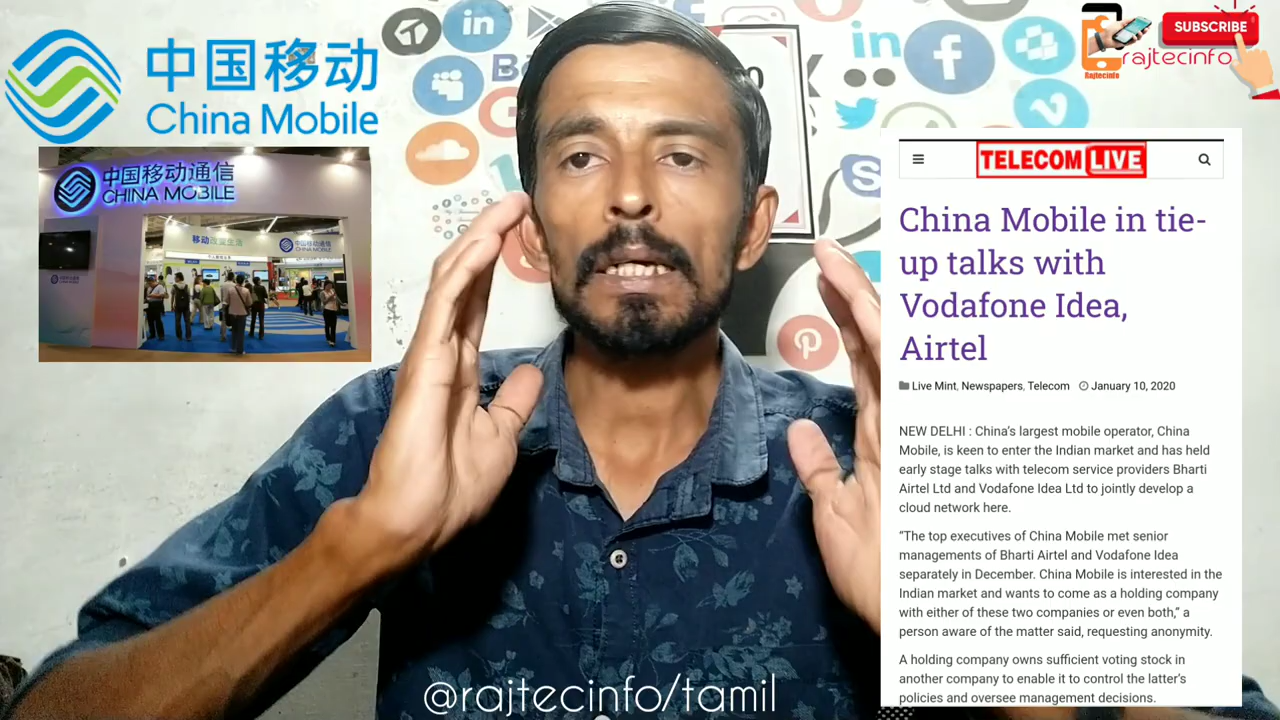 中国移动
China Mobile
中国移动通信
CHINA MOBILE
移动改变生活
SUBSCRIBE
rajtecinfo
Rajtecinfo
TELECOM LIVE
China Mobile in tie-
up talks with
Vodafone Idea,
Airtel
Live Mint, Newspapers, Telecom January 10, 2020
NEW DELHI : China's largest mobile operator, China
Mobile, is keen to enter the Indian market and has held
early stage talks with telecom service providers Bharti
Airtel Ltd and Vodafone Idea Ltd to jointly develop a
cloud network here.
“The top executives of China Mobile met senior
managements of Bharti Airtel and Vodafone Idea
separately in December. China Mobile is interested in the
Indian market and wants to come as a holding company
with either of these two companies or even both,” a
person aware of the matter said, requesting anonymity.
A holding company owns sufficient voting stock in
another company to enable it to control the latter's
policies and oversee management decisions.
@rajtecinfo/tamil